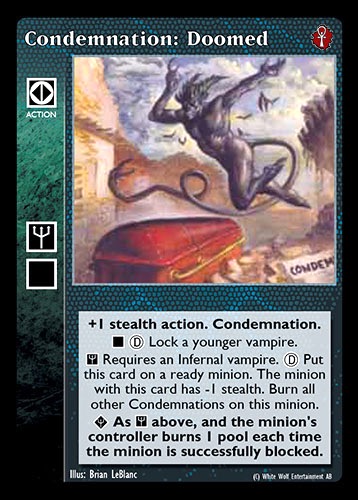 Condemnation: Doomed
ACTION
CONDEM
+1 stealth action. Condemnation.
D Lock a younger vampire.
Requires an Infernal vampire. D Put
this card on a ready minion. The minion
with this card has -1 stealth. Burn all
other Condemnations on this minion.
As above, and the minion's
controller burns 1 pool each time
the minion is successfully blocked.
Illus: Brian LeBlanc
(C) White Wolf Entertainment AB